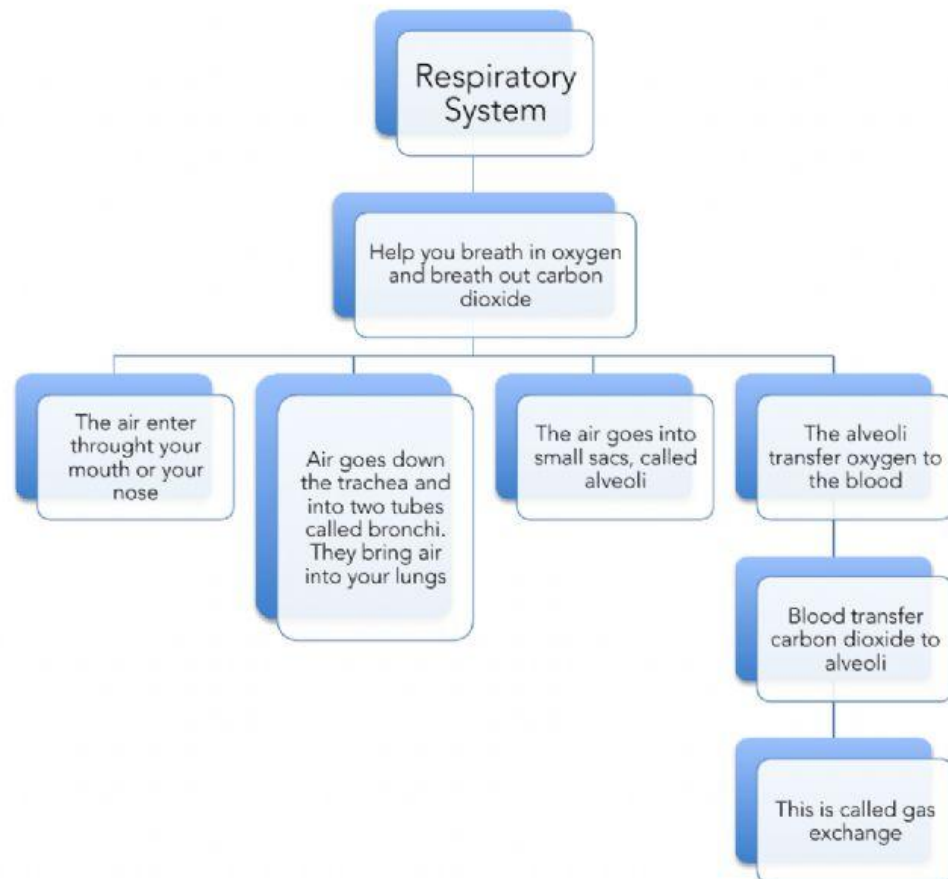 Respiratory
System
Help you breath in oxygen
and breath out carbon
dioxide
The air enter
throught your
mouth or your
nose
Air goes down
the trachea and
into two tubes
called bronchi.
They bring air
into your lungs
The air goes into
small sacs, called
alveoli
The alveoli
transfer oxygen to
the blood
Blood transfer
carbon dioxide to
alveoli
This is called gas
exchange